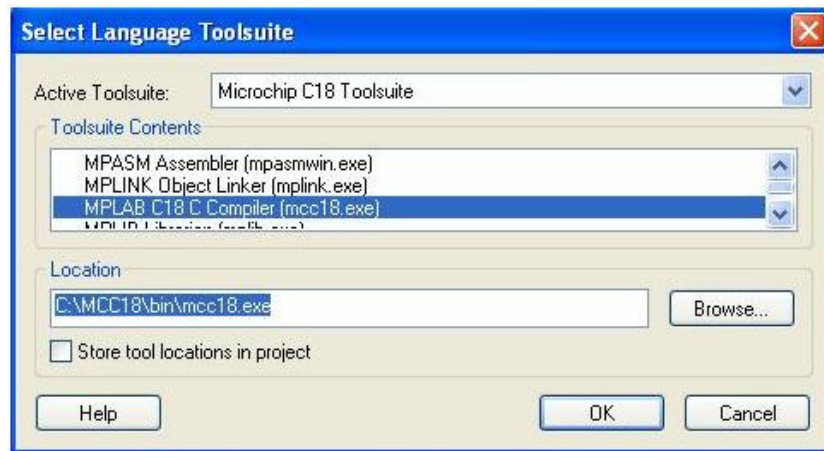 Select Language Toolsuite
Active Toolsuite: Microchip C18 Toolsuite
Toolsuite Contents
MPASM Assembler (mpasmwin.exe)
MPLINK Object Linker (mplink.exe)
MPLAB C18 C Compiler (mcc18.exe)
Location
C:\MCC18\bin\mcc18.exe
Browse...
Store tool locations in project
Help OK Cancel